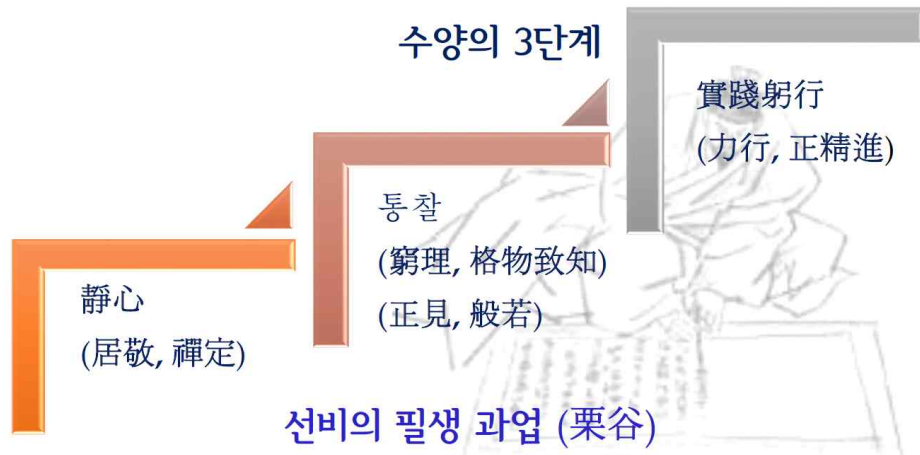 수양의 3단계
實踐躬行
(力行, 正精進)
통찰
(窮理, 格物致知)
(正見, 般若)
靜心
(居敬, 禪定)
선비의 필생 과업 (栗谷)